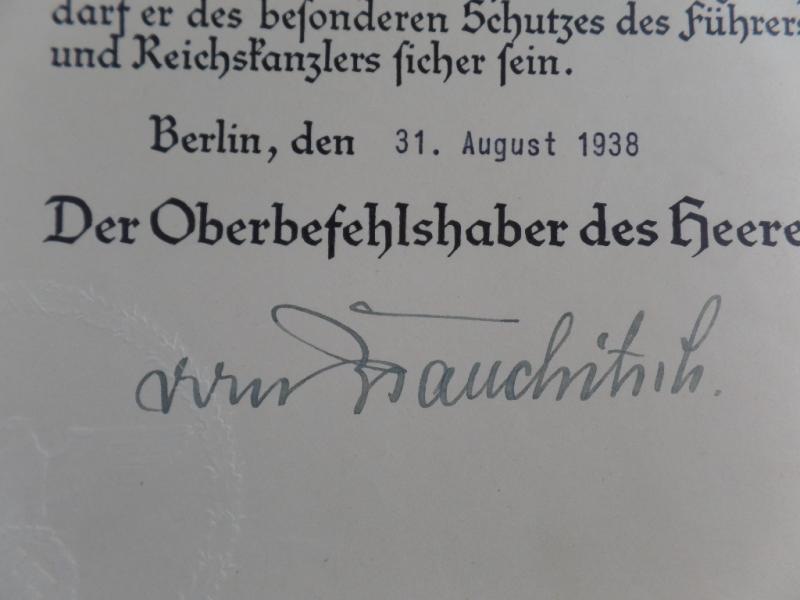 darf er des besonderen Schutzes des Führers
und Reichskanzlers sicher sein.
Berlin, den 31. August 1938
Der Oberbefehlshaber des Heere
von Brauchitsch.